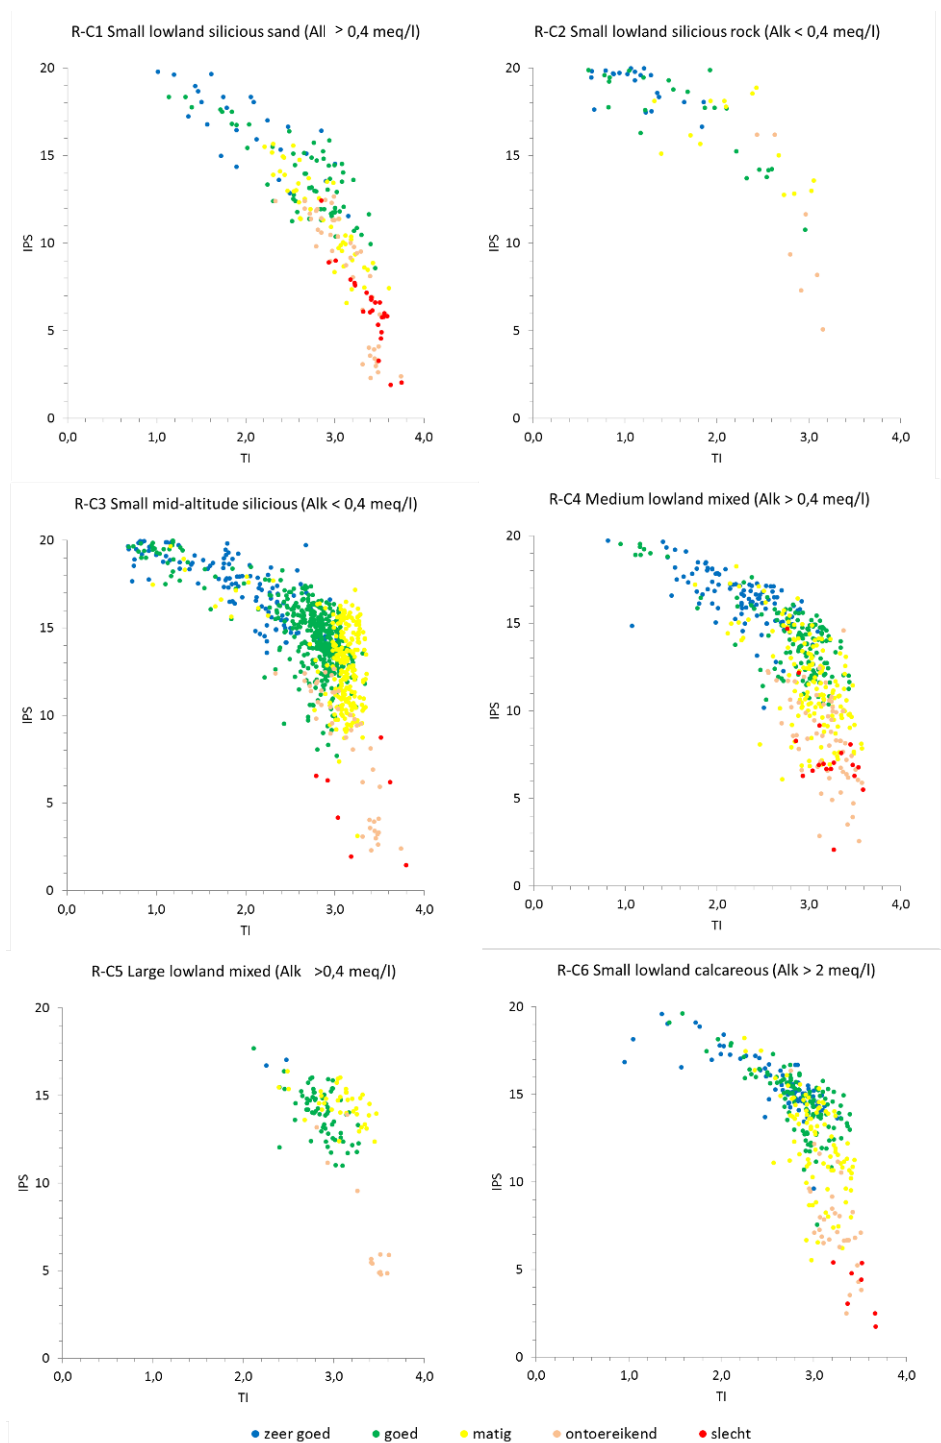 R-C1 Small lowland silicious sand (Alk > 0,4 meq/l)
20
15
10
5
0
IPS
0,0 1,0 2,0 3,0 4,0
TI
R-C2 Small lowland silicious rock (Alk < 0,4 meq/l)
20
15
10
5
0
IPS
0,0 1,0 2,0 3,0 4,0
TI
R-C3 Small mid-altitude silicious (Alk < 0,4 meq/l)
20
15
10
5
0
IPS
0,0 1,0 2,0 3,0 4,0
TI
R-C4 Medium lowland mixed (Alk > 0,4 meq/l)
20
15
10
5
0
IPS
0,0 1,0 2,0 3,0 4,0
TI
R-C5 Large lowland mixed (Alk >0,4 meq/l)
20
15
10
5
0
IPS
0,0 1,0 2,0 3,0 4,0
TI
R-C6 Small lowland calcareous (Alk > 2 meq/l)
20
15
10
5
0
IPS
0,0 1,0 2,0 3,0 4,0
TI
zeer goed goed matig ontoereikend slecht